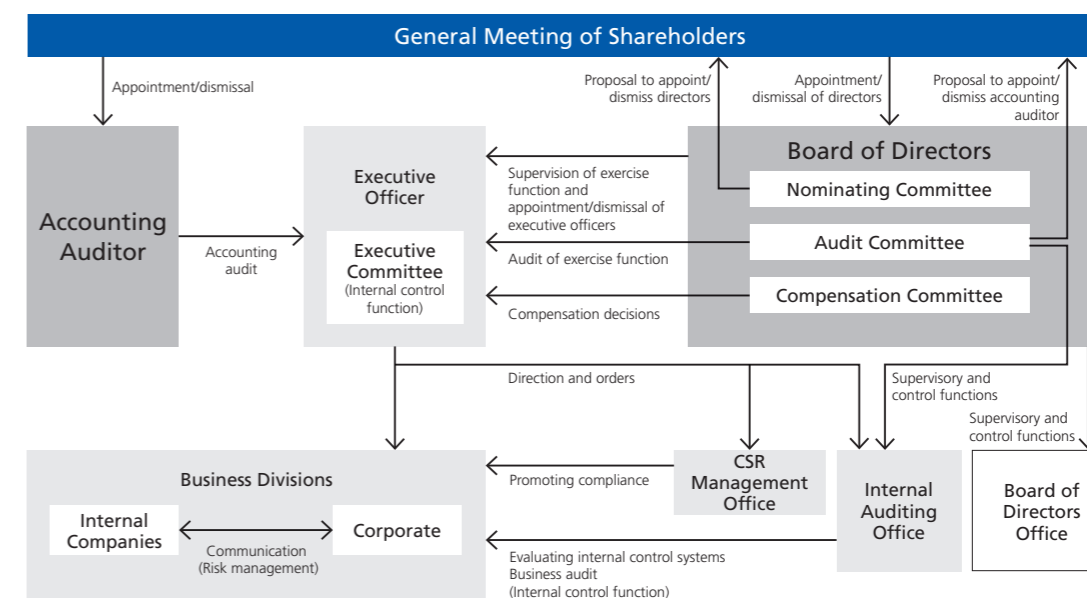 General Meeting of Shareholders
Appointment/dismissal
Proposal to appoint/
dismiss directors
Appointment/
dismissal of directors
Proposal to appoint/
dismiss accounting
auditor
Accounting
Auditor
Accounting
audit
Executive
Officer
Executive
Committee
(Internal control
function)
Supervision of exercise
function and
appointment/dismissal of
executive officers
Audit of exercise function
Compensation decisions
Board of Directors
Nominating Committee
Audit Committee
Compensation Committee
Direction and orders
Supervisory and
control functions
Supervisory and
control functions
Business Divisions
Internal
Companies
Communication
(Risk management)
Corporate
Promoting compliance
CSR
Management
Office
Evaluating internal control systems
Business audit
(Internal control function)
Internal
Auditing
Office
Board of
Directors
Office